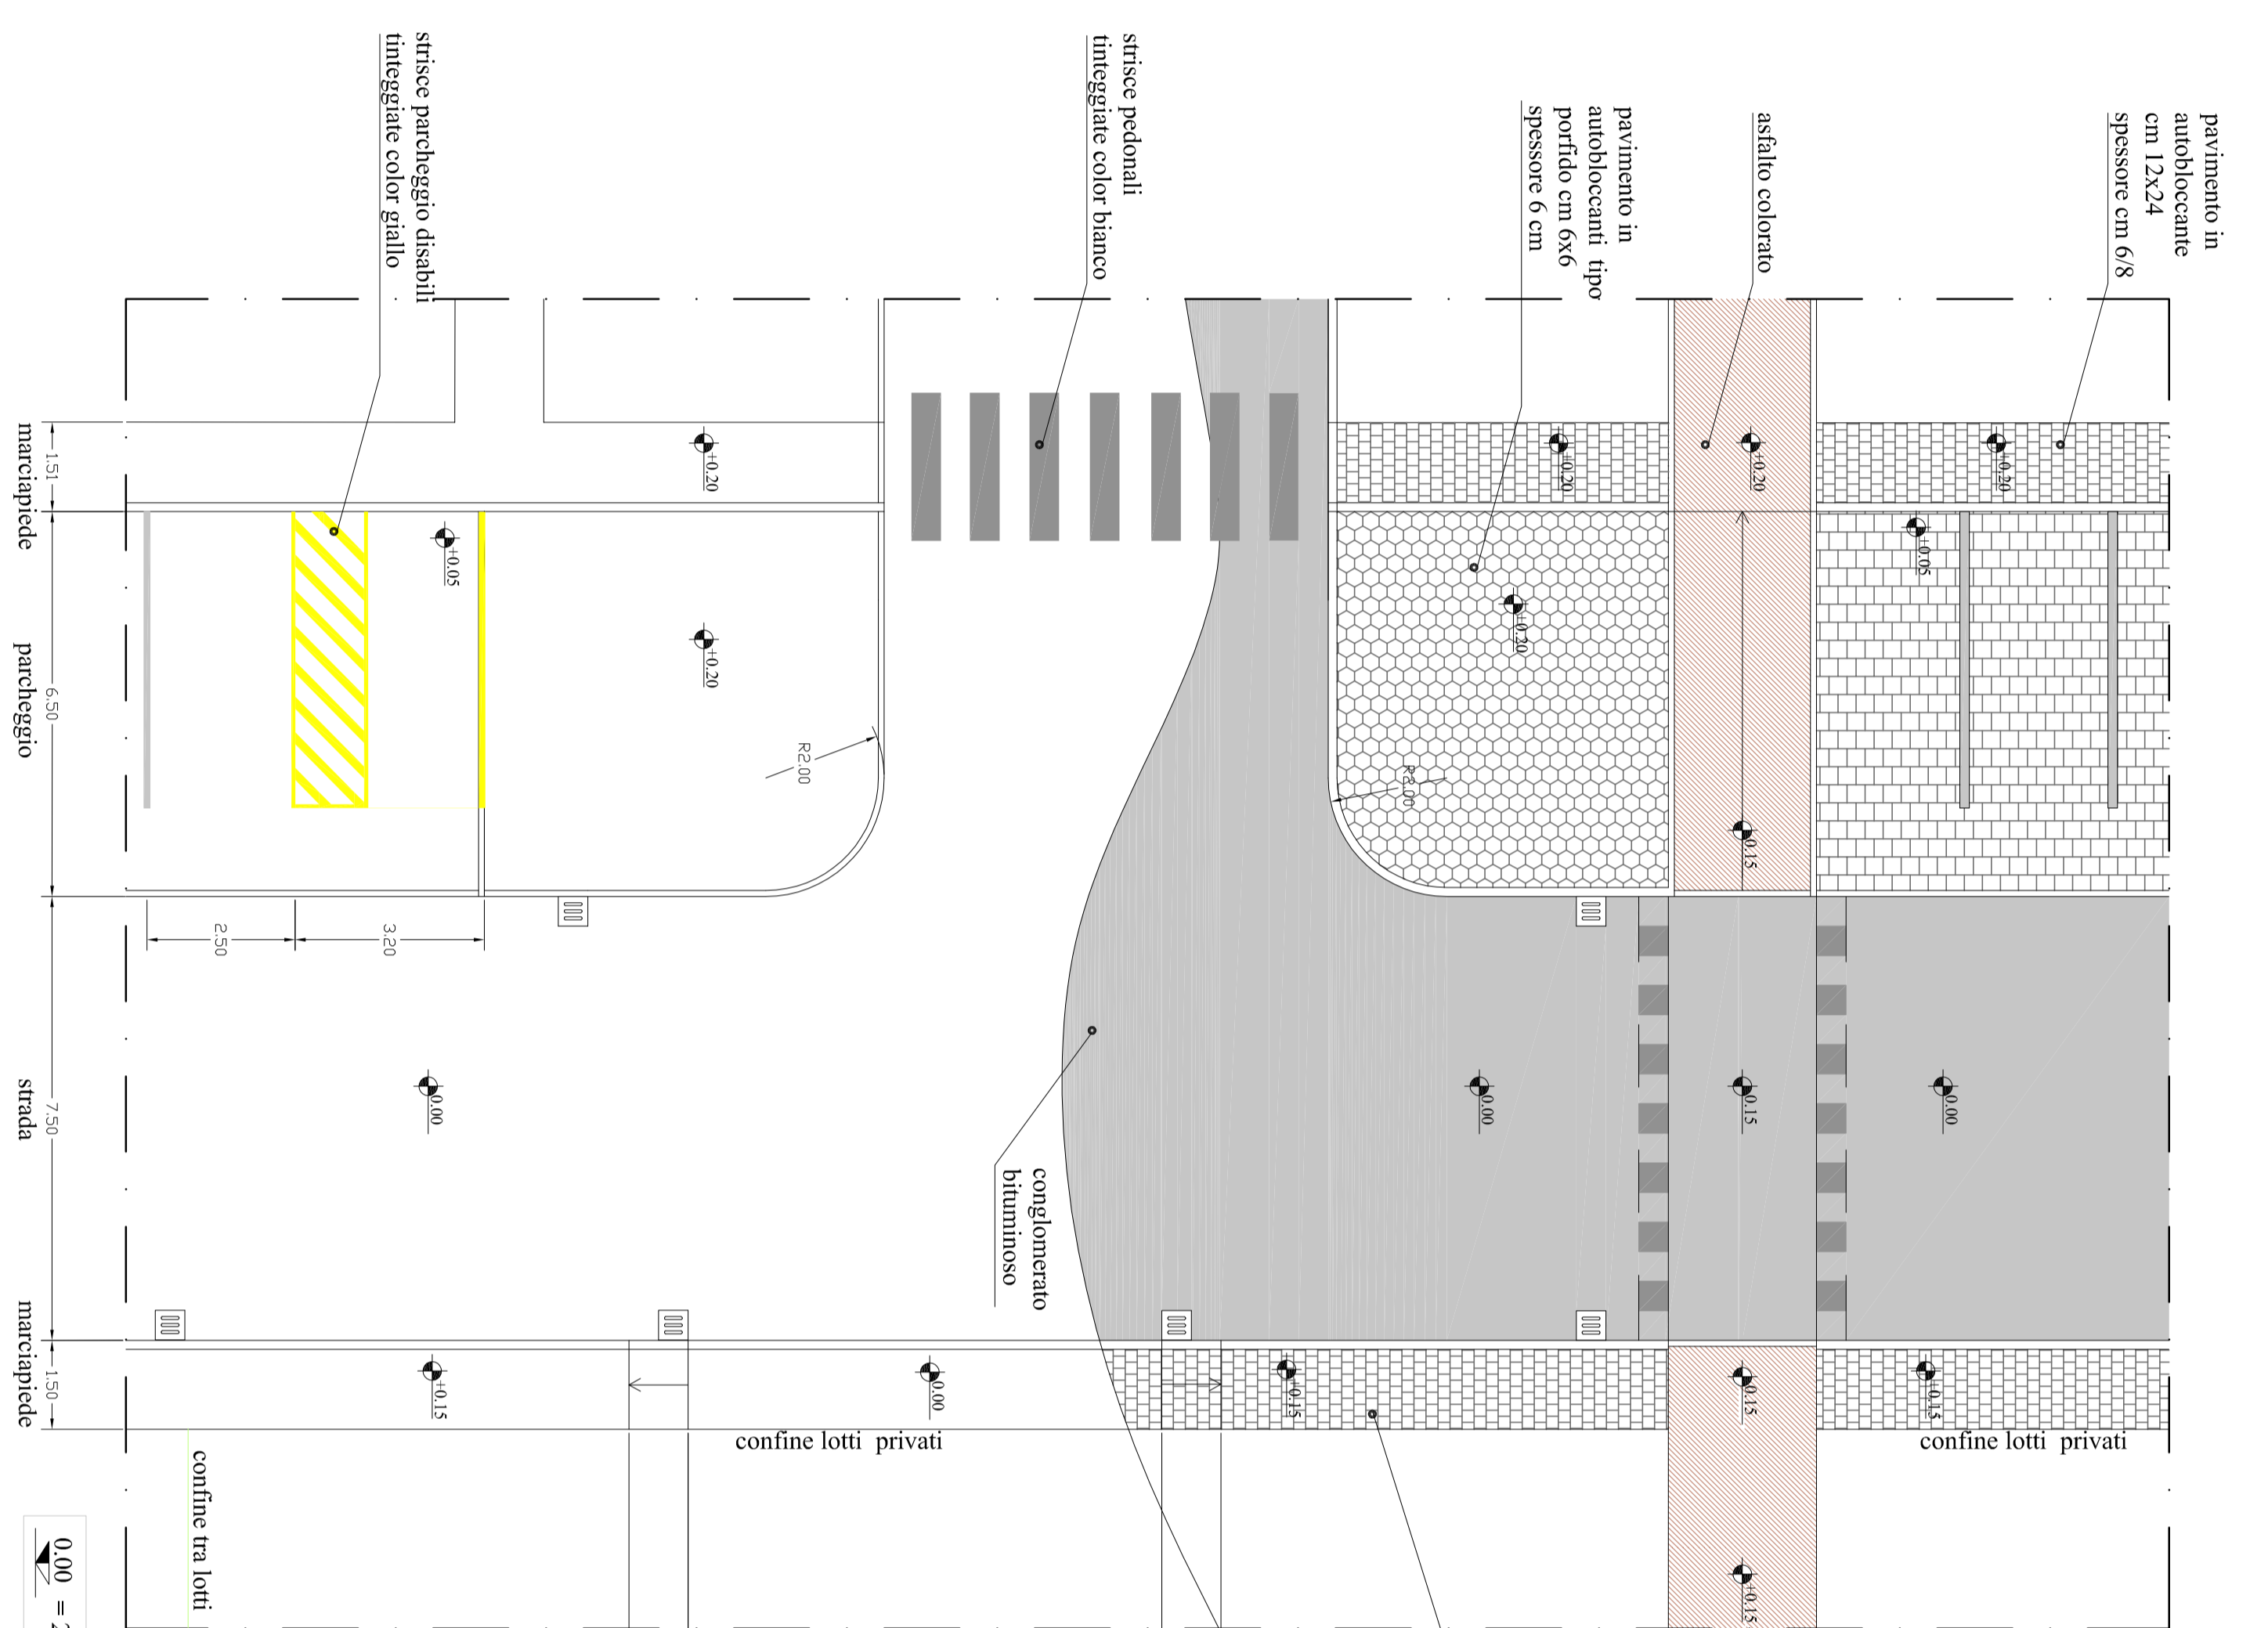 pavimento in
autobloccante
cm 12x24
spessore cm 6/8
asfalto colorato
pavimento in
autobloccanti tipo
porfido cm 6x6
spessore 6 cm
strisce pedonali
tinteggiate color bianco
strisce parcheggio disabili
tinteggiate color giallo
+0.20
+0.20
+0.20
+0.20
+0.05
+0.20
+0.20
+0.05
R2.00
R2.00
0.15
2.50
3.20
0.00
0.15
0.00
0.00
conglomerato
bituminoso
+0.15
0.15
+0.15
0.00
+0.15
confine lotti privati
confine lotti privati
+0.15
confine tra lotti
1.51
6.50
7.50
1.50
marciapiede
parcheggio
strada
marciapiede
0.00 =